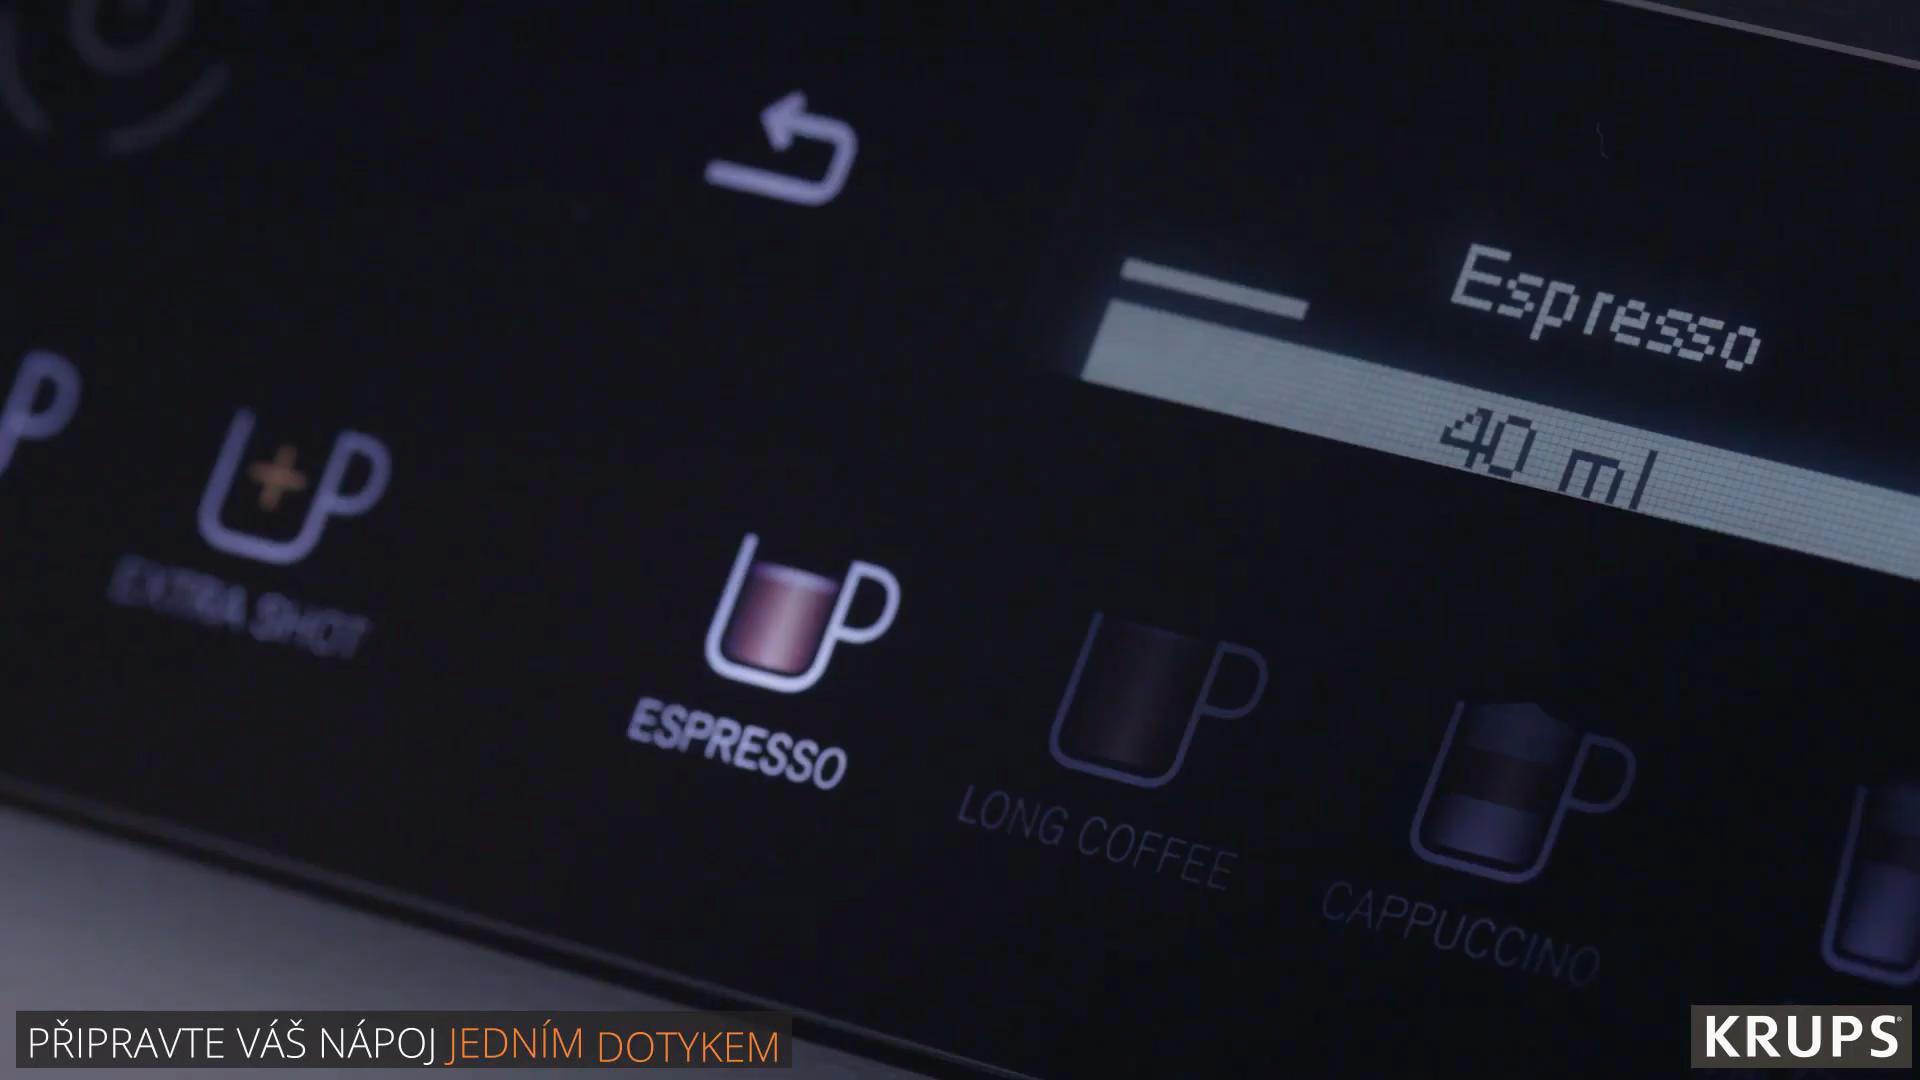 Espresso
40 ml
EXTRA SHOT
ESPRESSO
LONG COFFEE
CAPPUCCINO
PŘIPRAVTE VÁŠ NÁPOJ JEDNÍM DOTYKEM
KRUPS